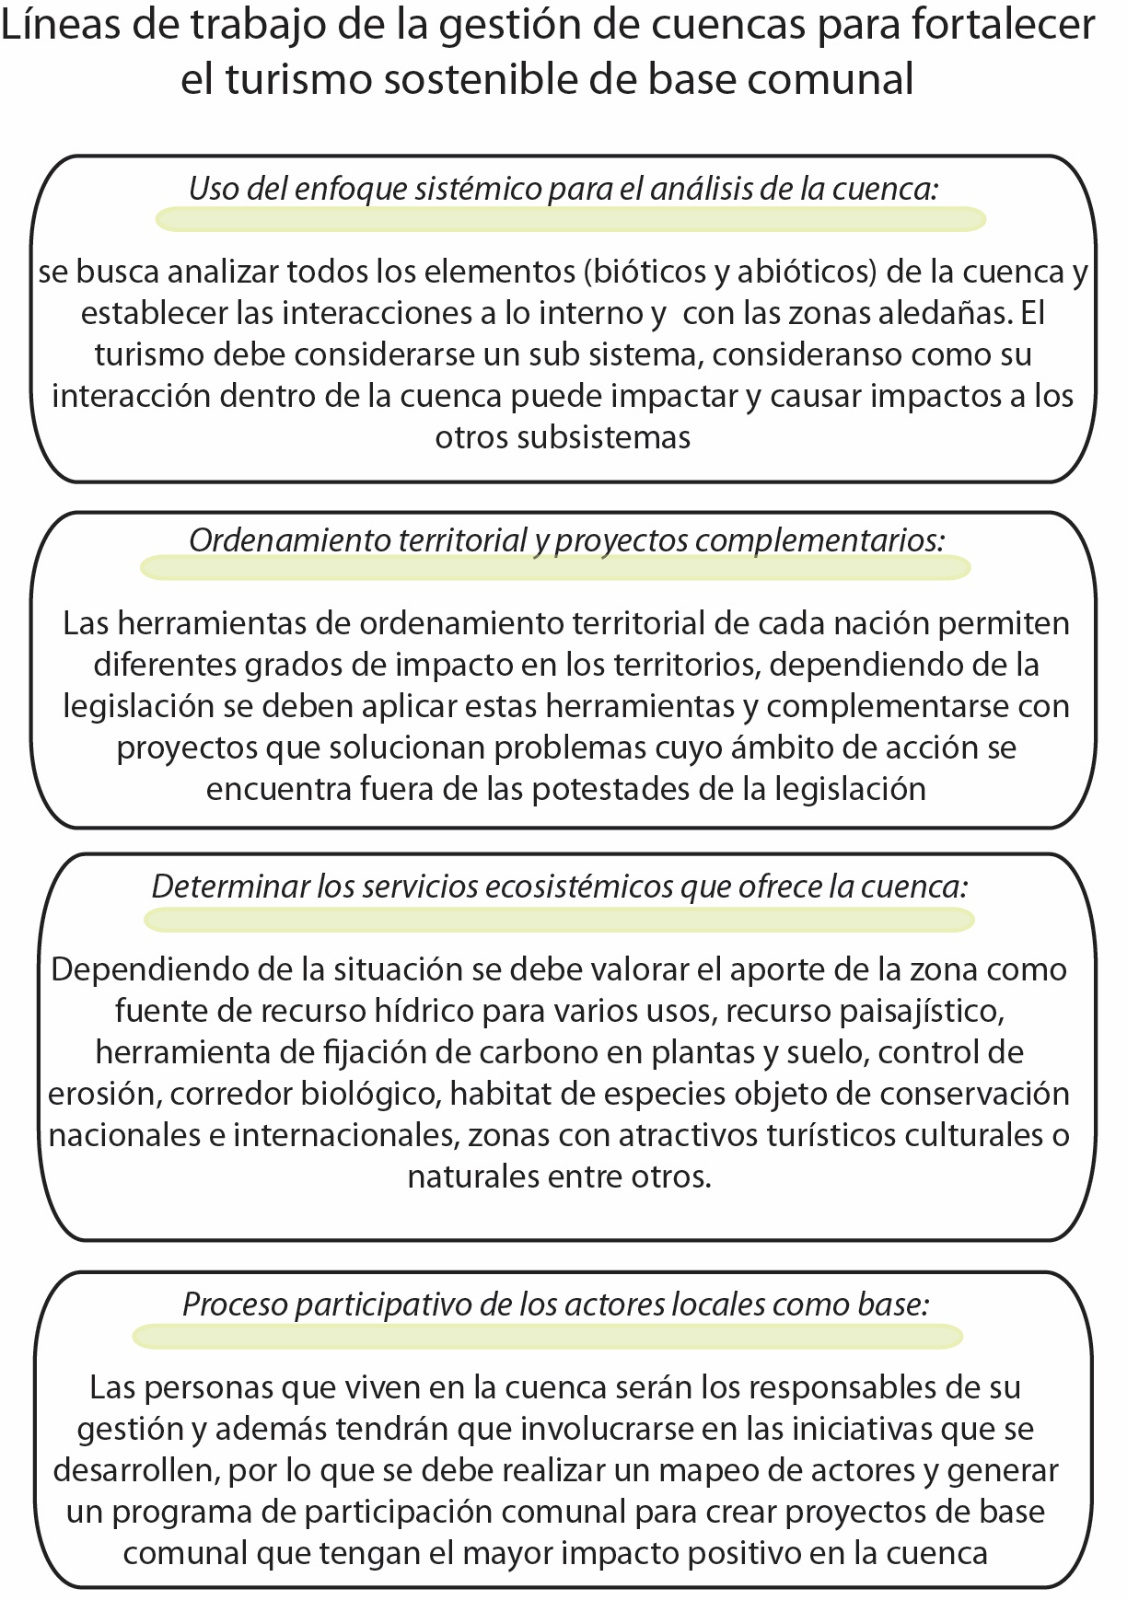 Líneas de trabajo de la gestión de cuencas para fortalecer
el turismo sostenible de base comunal
Uso del enfoque sistémico para el análisis de la cuenca:
se busca analizar todos los elementos (bióticos y abióticos) de la cuenca y
establecer las interacciones a lo interno y con las zonas aledañas. El
turismo debe considerarse un sub sistema, consideranso como su
interacción dentro de la cuenca puede impactar y causar impactos a los
otros subsistemas
Ordenamiento territorial y proyectos complementarios:
Las herramientas de ordenamiento territorial de cada nación permiten
diferentes grados de impacto en los territorios, dependiendo de la
legislación se deben aplicar estas herramientas y complementarse con
proyectos que solucionan problemas cuyo ámbito de acción se
encuentra fuera de las potestades de la legislación
Determinar los servicios ecosistémicos que ofrece la cuenca:
Dependiendo de la situación se debe valorar el aporte de la zona como
fuente de recurso hídrico para varios usos, recurso paisajístico,
herramienta de fijación de carbono en plantas y suelo, control de
erosión, corredor biológico, habitat de especies objeto de conservación
nacionales e internacionales, zonas con atractivos turísticos culturales o
naturales entre otros.
Proceso participativo de los actores locales como base:
Las personas que viven en la cuenca serán los responsables de su
gestión y además tendrán que involucrarse en las iniciativas que se
desarrollen, por lo que se debe realizar un mapeo de actores y generar
un programa de participación comunal para crear proyectos de base
comunal que tengan el mayor impacto positivo en la cuenca